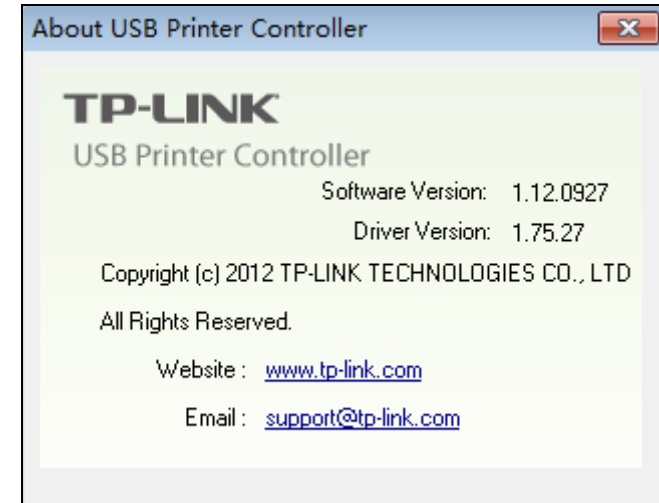 About USB Printer Controller
TP-LINK
USB Printer Controller
Software Version: 1.12.0927
Driver Version: 1.75.27
Copyright (c) 2012 TP-LINK TECHNOLOGIES CO., LTD
All Rights Reserved.
Website : www.tp-link.com
Email : support@tp-link.com